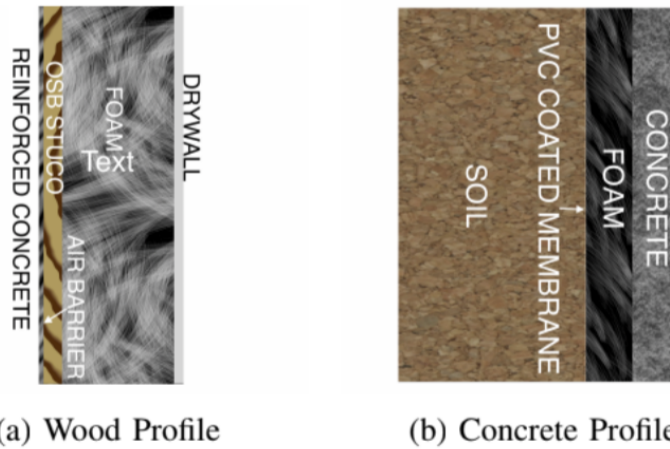 REINFORCED CONCRETE
OSB STUCO
FOAM
Text
AIR BARRIER
DRYWALL
SOIL
PVC COATED MEMBRANE
FOAM
CONCRETE
(a) Wood Profile
(b) Concrete Profile